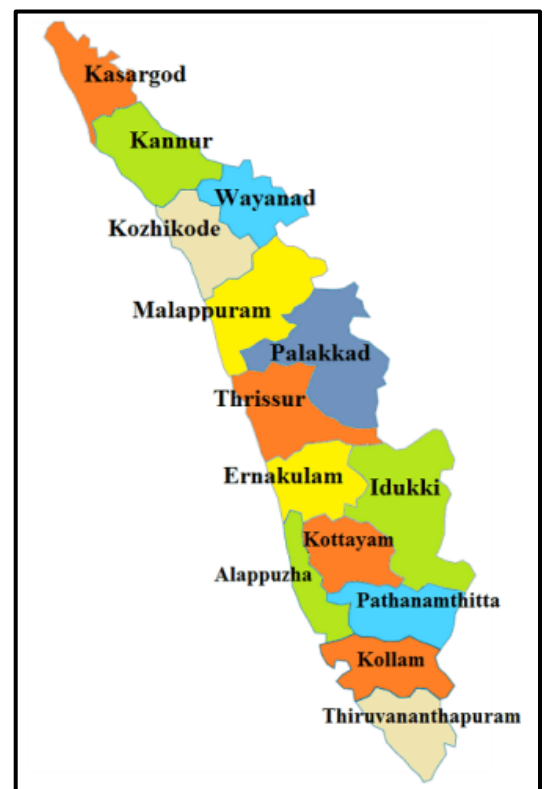 Kasargod
Kannur
Wayanad
Kozhikode
Malappuram
Palakkad
Thrissur
Ernakulam
Idukki
Kottayam
Alappuzha
Pathanamthitta
Kollam
Thiruvananthapuram